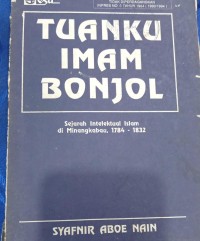 TUANKU
IMAM
BONJOL
Sejarah Intelektual Islam
di Minangkabau, 1784 - 1832
SYAFNIR ABOE NAIN